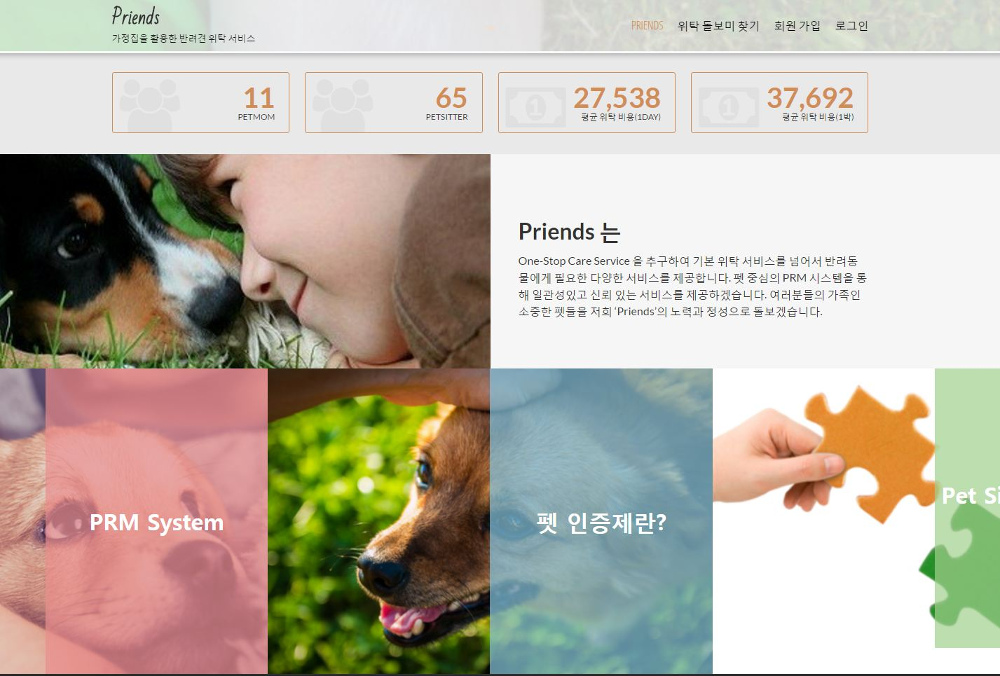 Priends
가정집을 활용한 반려견 위탁 서비스
PRIENDS 위탁 돌보미 찾기 회원 가입 로그인
11
PETMOM
65
PETSITTER
1
27,538
평균 위탁 비용(1DAY)
1
37,692
평균 위탁 비용(1박)
Priends 는
One-Stop Care Service 을 추구하여 기본 위탁 서비스를 넘어서 반려동
물에게 필요한 다양한 서비스를 제공합니다. 펫 중심의 PRM 시스템을 통
해 일관성있고 신뢰 있는 서비스를 제공하겠습니다. 여러분들의 가족인
소중한 펫들을 저희 ‘Priends’의 노력과 정성으로 돌보겠습니다.
PRM System
펫 인증제란?
Pet Si